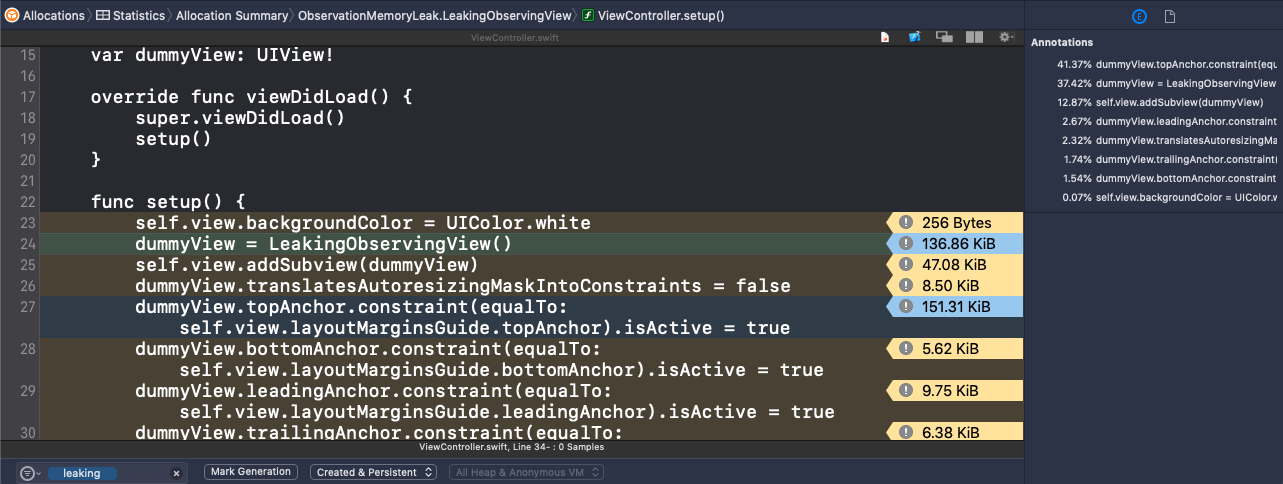 Allocations Statistics Allocation Summary ObservationMemoryLeak.LeakingObservingView f ViewController.setup()
E
ViewController.swift
15 var dummyView: UIView!
16
17 override func viewDidLoad() {
18 super.viewDidLoad()
19 setup()
20 }
21
22 func setup() {
23 self.view.backgroundColor = UIColor.white 256 Bytes
24 dummyView = LeakingObservingView() 136.86 KiB
25 self.view.addSubview(dummyView) 47.08 KiB
26 dummyView.translatesAutoresizingMaskIntoConstraints = false 8.50 KiB
27 dummyView.topAnchor.constraint(equalTo: 151.31 KiB
self.view.layoutMarginsGuide.topAnchor).isActive = true
28 dummyView.bottomAnchor.constraint(equalTo: 5.62 KiB
self.view.layoutMarginsGuide.bottomAnchor).isActive = true
29 dummyView.leadingAnchor.constraint(equalTo: 9.75 KiB
self.view.layoutMarginsGuide.leadingAnchor).isActive = true
30 dummyView.trailingAnchor.constraint(equalTo: 6.38 KiB
ViewController.swift, Line 34- : 0 Samples
leaking Mark Generation Created & Persistent All Heap & Anonymous VM
Annotations
41.37% dummyView.topAnchor.constraint(equ
37.42% dummyView = LeakingObservingView
12.87% self.view.addSubview(dummyView)
2.67% dummyView.leadingAnchor.constraint
2.32% dummyView.translatesAutoresizingMa
1.74% dummyView.trailingAnchor.constraint(
1.54% dummyView.bottomAnchor.constraint
0.07% self.view.backgroundColor = UIColor.w